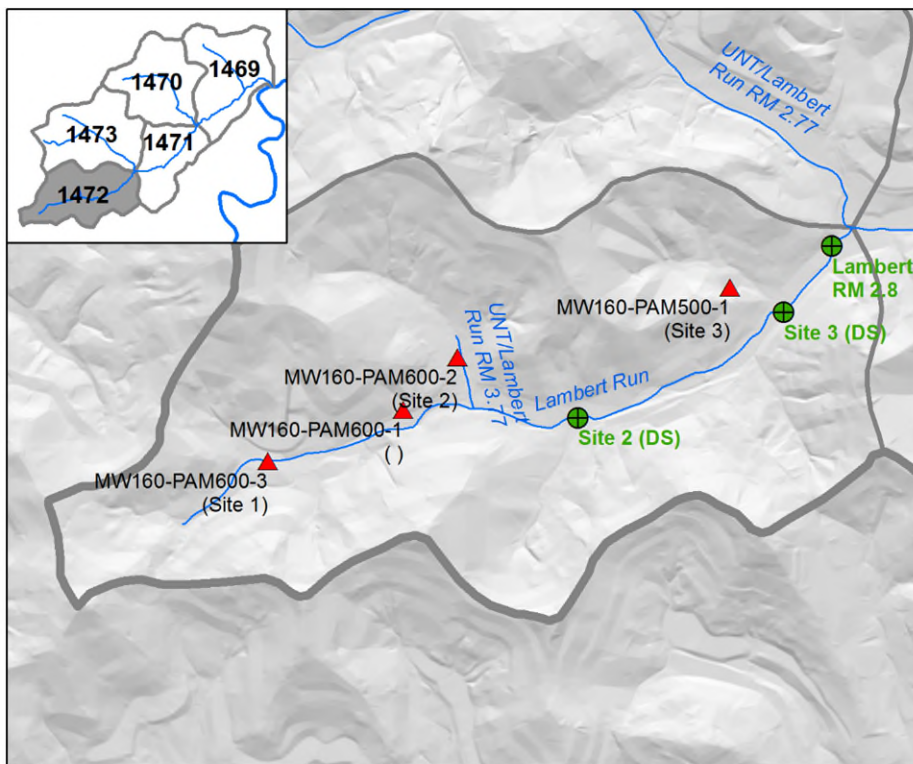 1469
1470
1473
1471
1472
UNT/Lambert
Run RM 2.77
Lambert
RM 2.8
MW160-PAM500-1
(Site 3)
Site 3 (DS)
UNT/Lambert
Run RM 3.77
MW160-PAM600-2
(Site 2)
Lambert Run
MW160-PAM600-1
( )
Site 2 (DS)
MW160-PAM600-3
(Site 1)